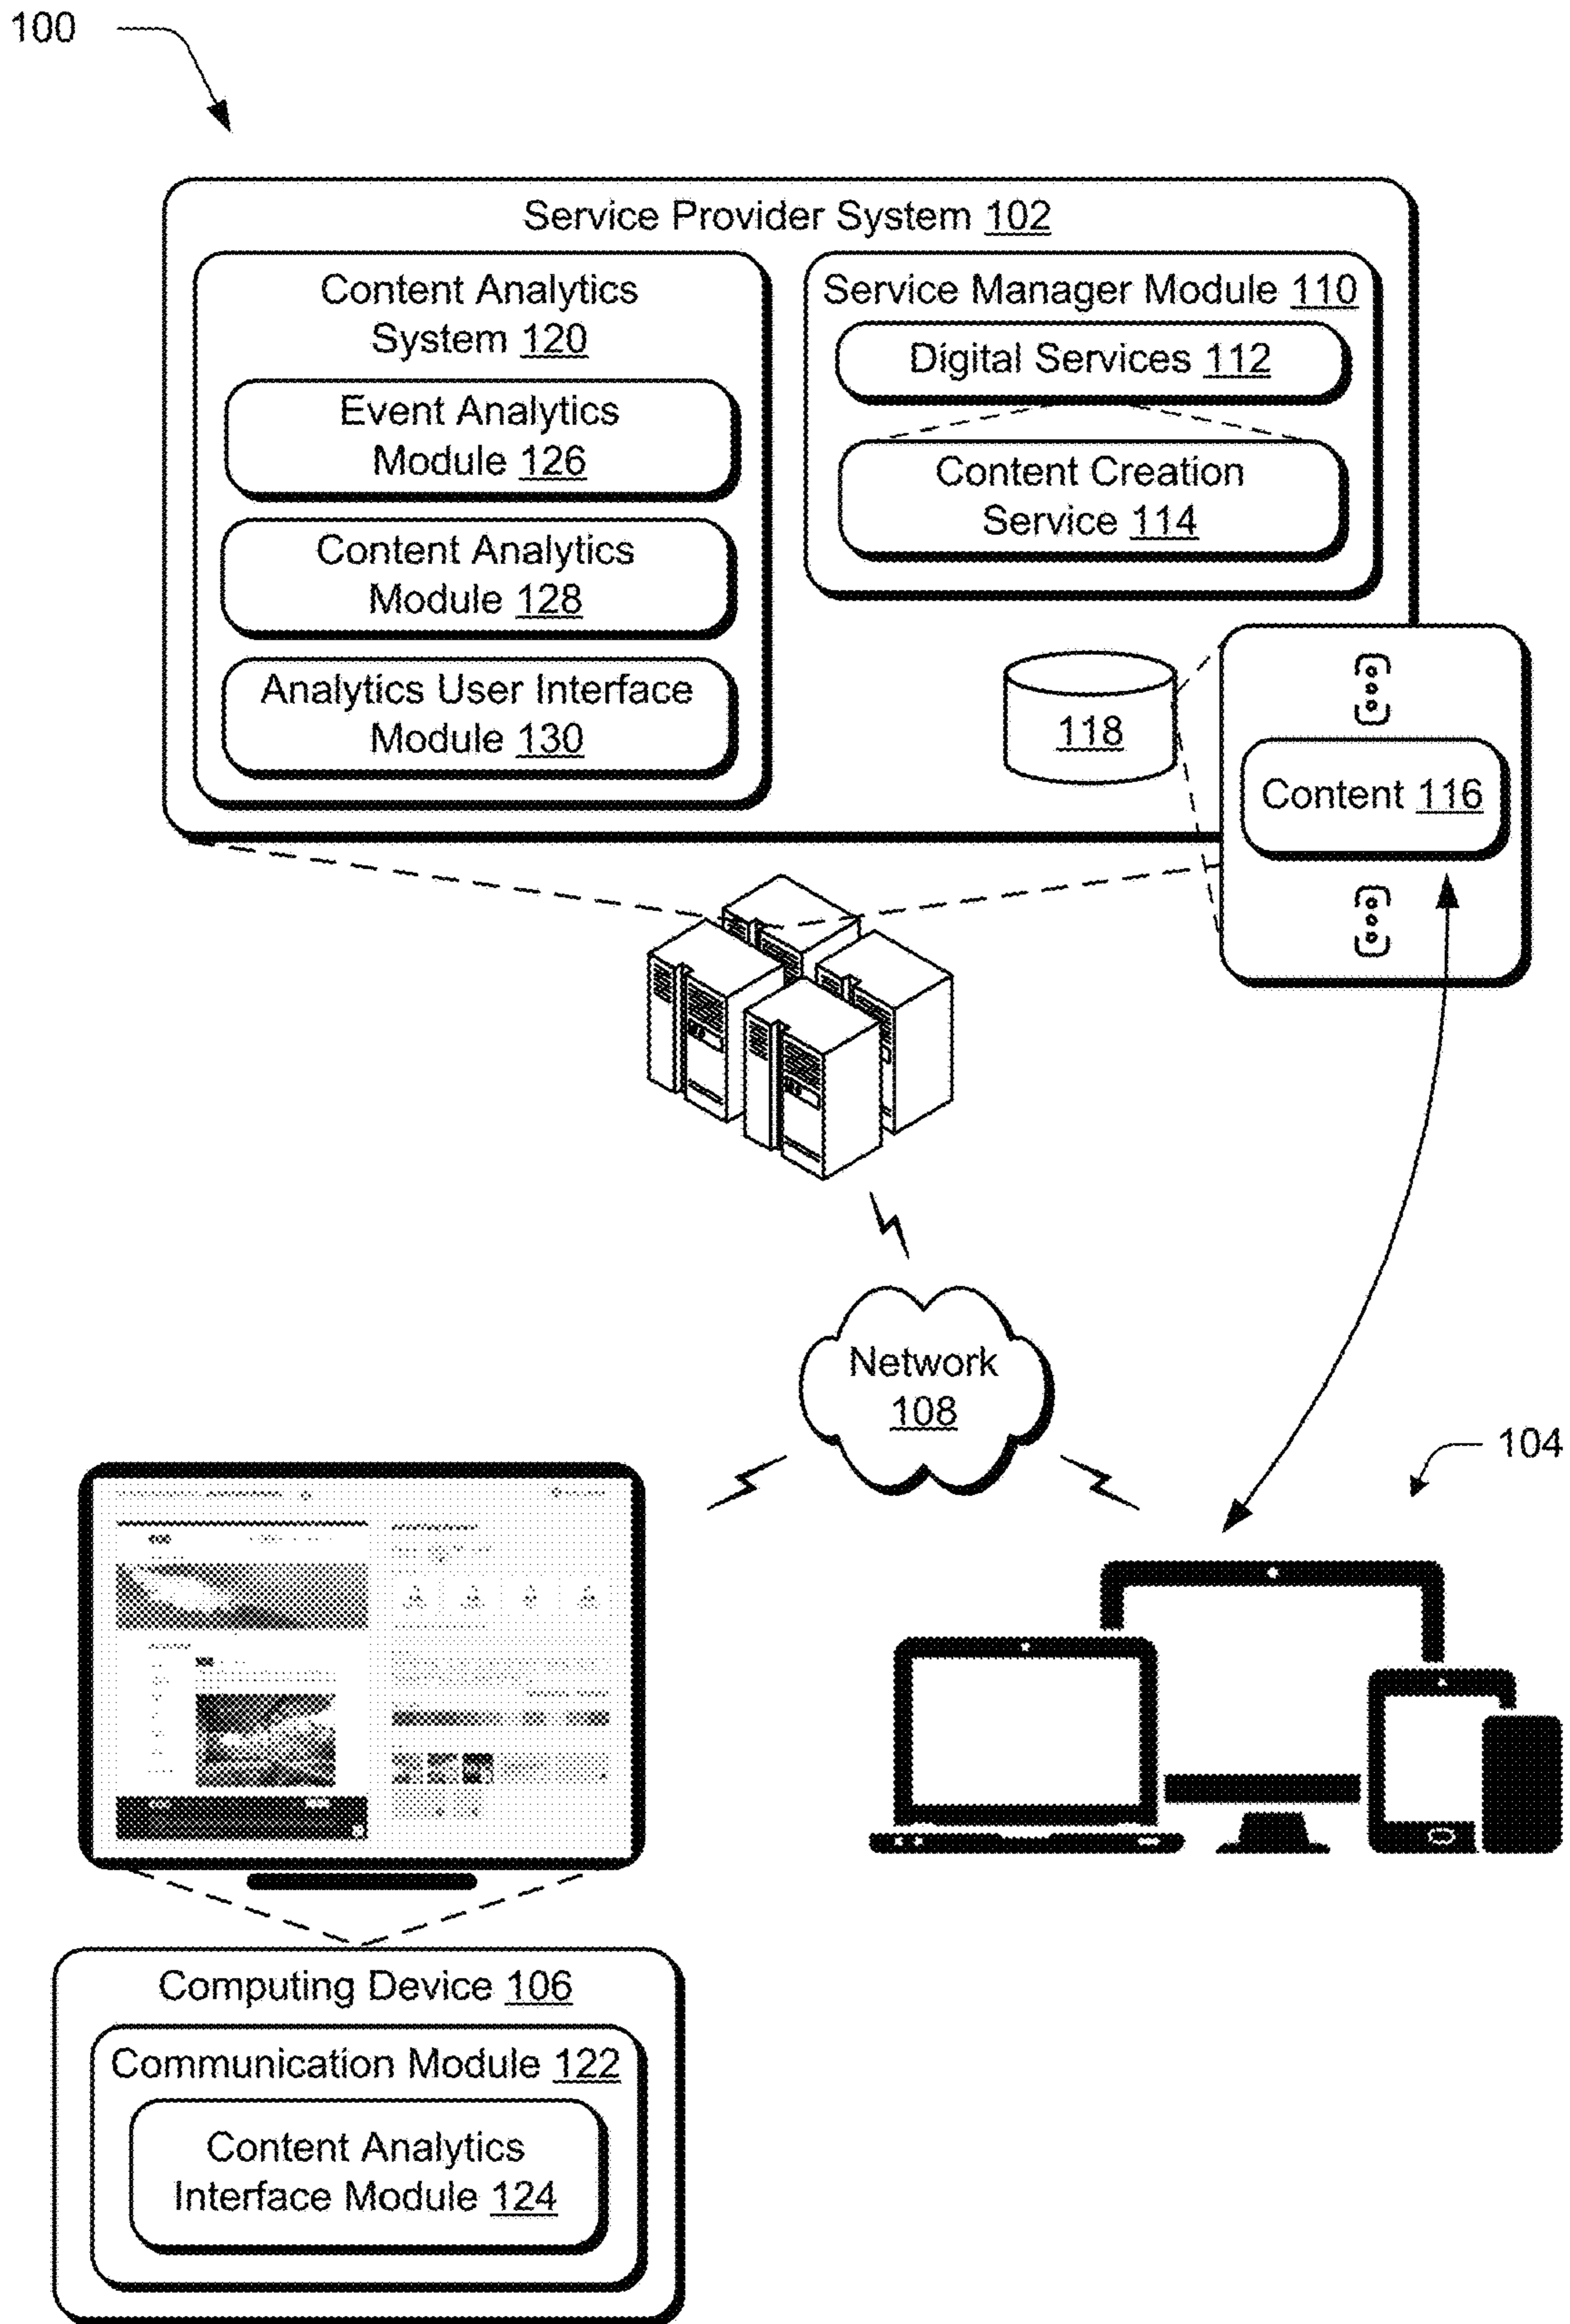 100
Service Provider System 102
Content Analytics
System 120
Event Analytics
Module 126
Content Analytics
Module 128
Analytics User Interface
Module 130
Service Manager Module 110
Digital Services 112
Content Creation
Service 114
118
Content 116
Network
108
104
Computing Device 106
Communication Module 122
Content Analytics
Interface Module 124